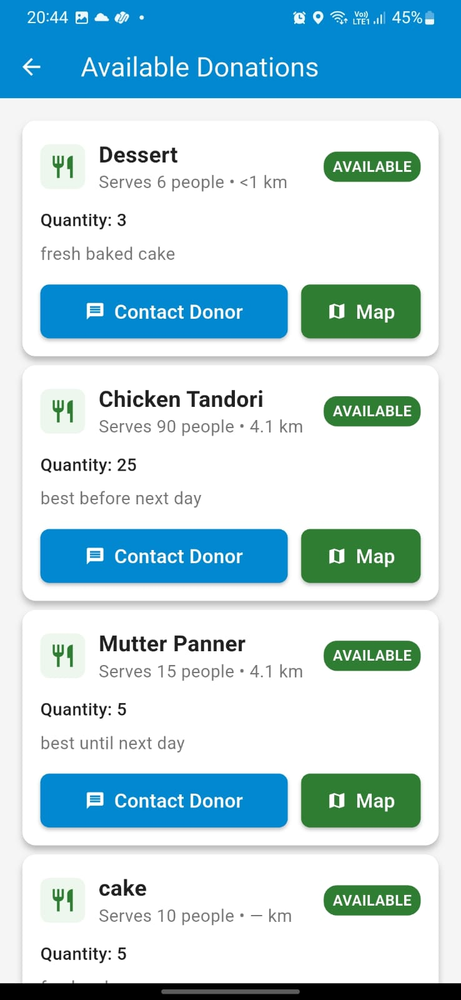 20:44 Vo)) LTE1 45%
Available Donations
Dessert
AVAILABLE
Serves 6 people • <1 km
Quantity: 3
fresh baked cake
Contact Donor Map
Chicken Tandori
AVAILABLE
Serves 90 people • 4.1 km
Quantity: 25
best before next day
Contact Donor Map
Mutter Panner
AVAILABLE
Serves 15 people • 4.1 km
Quantity: 5
best until next day
Contact Donor Map
cake
AVAILABLE
Serves 10 people • — km
Quantity: 5